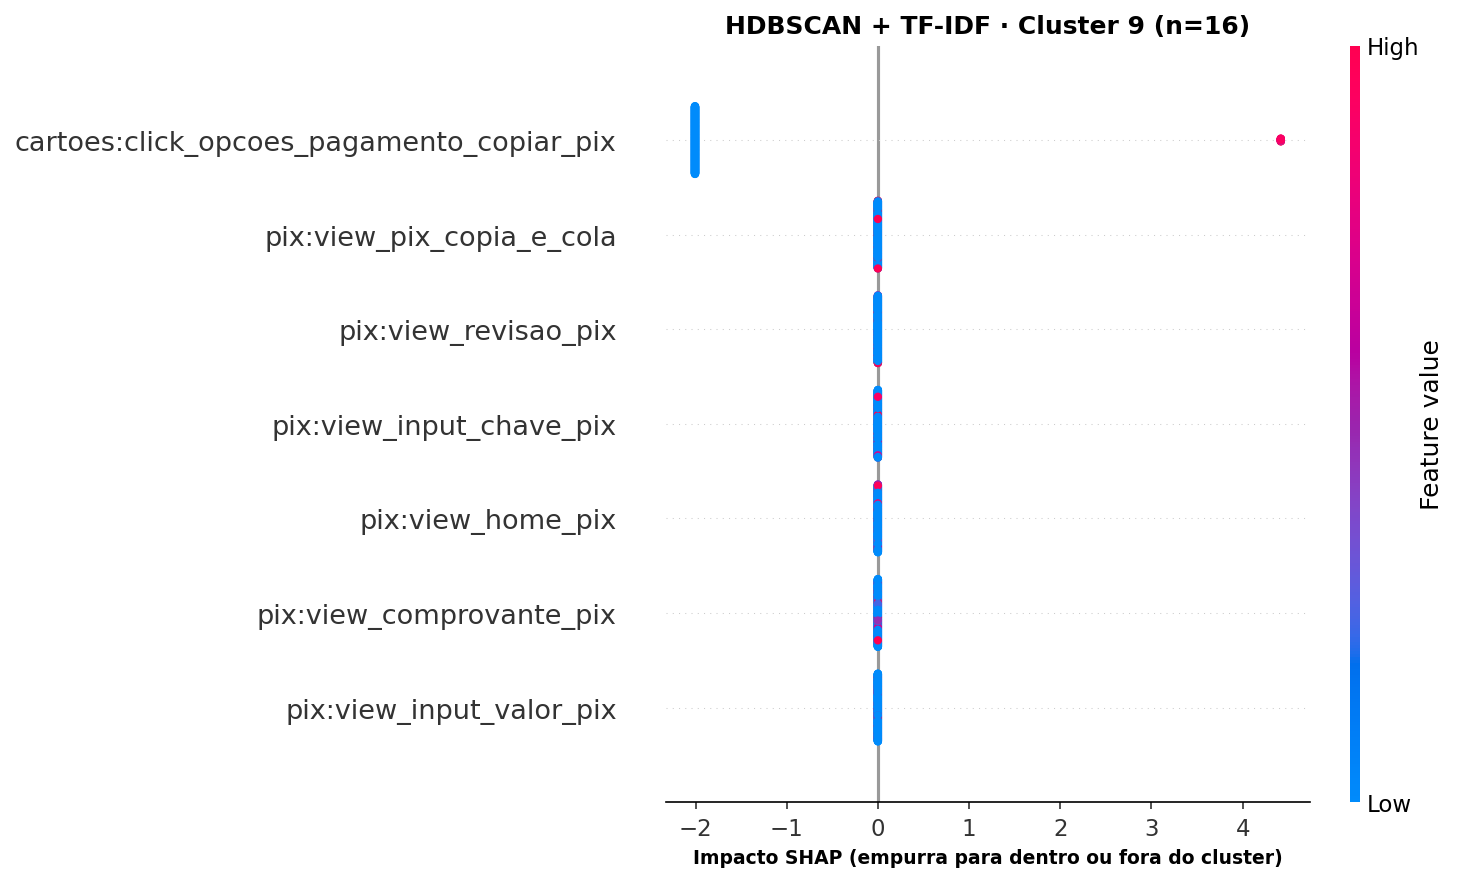 HDBSCAN + TF-IDF · Cluster 9 (n=16)
High
cartoes:click_opcoes_pagamento_copiar_pix
pix:view_pix_copia_e_cola
pix:view_revisao_pix
pix:view_input_chave_pix
pix:view_home_pix
pix:view_comprovante_pix
pix:view_input_valor_pix
Feature value
Low
−2 −1 0 1 2 3 4
Impacto SHAP (empurra para dentro ou fora do cluster)